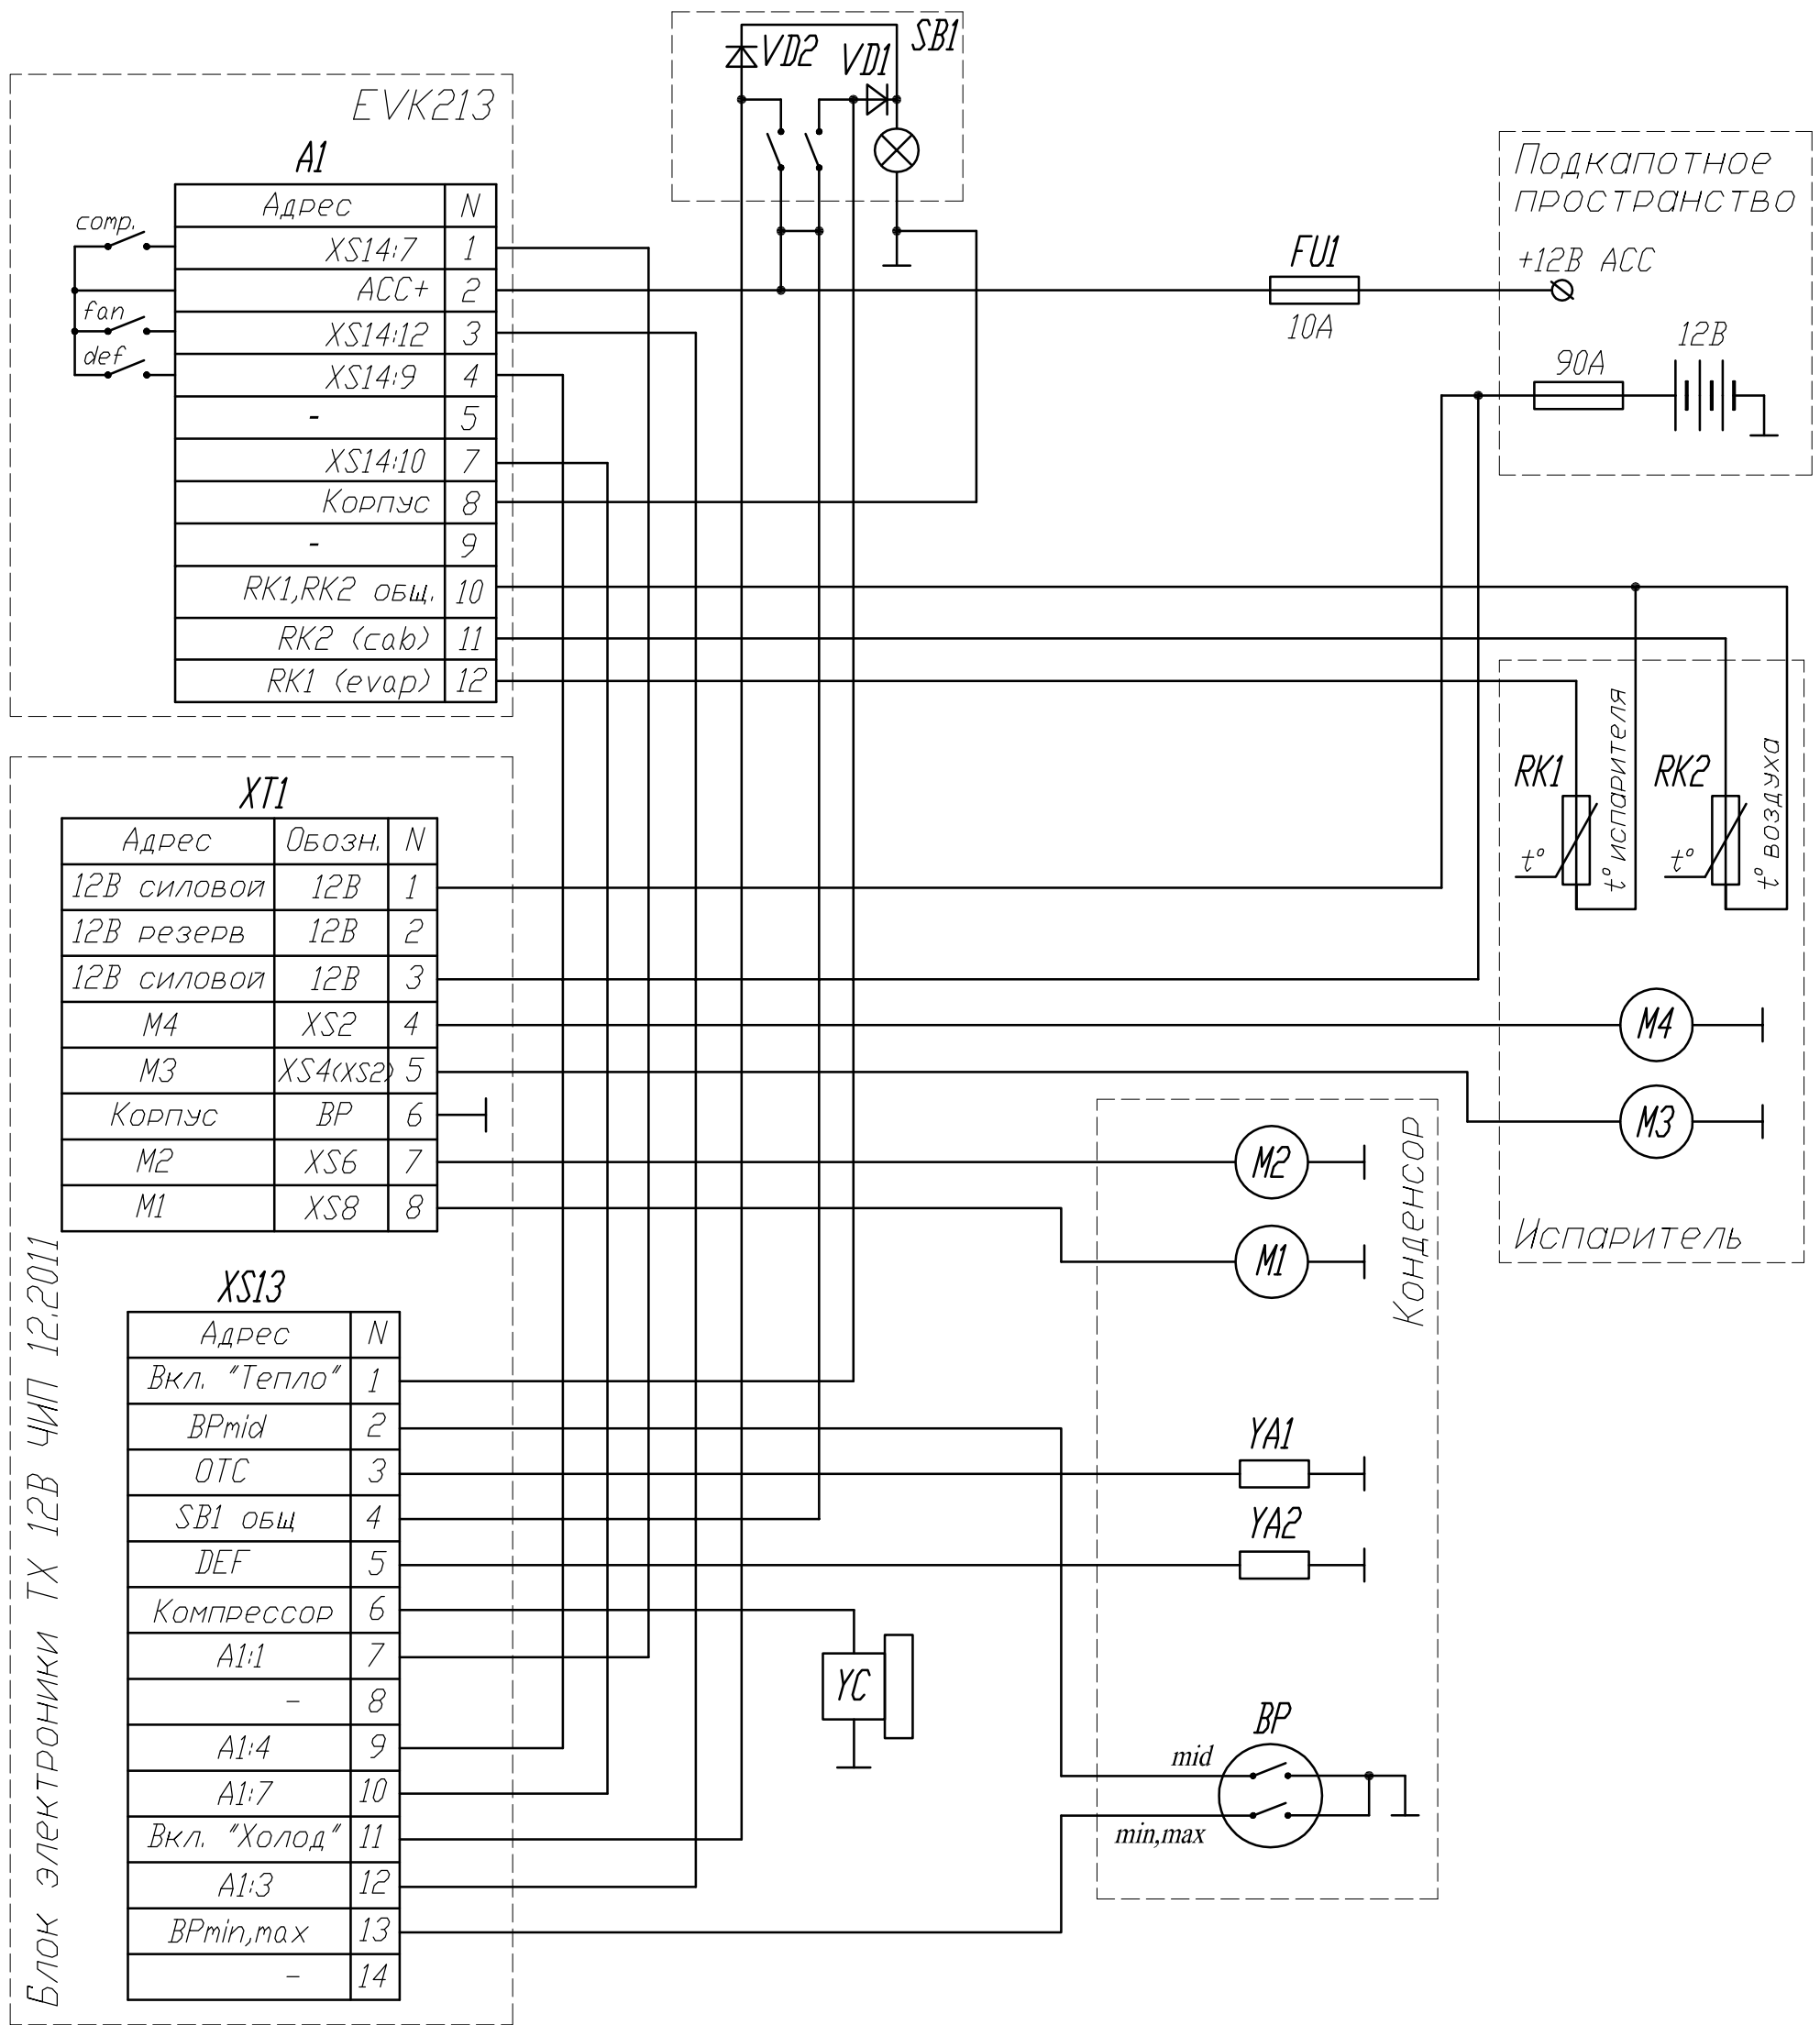 EVK213
A1
Адрес N
comp. XS14:7 1
ACC+ 2
fan XS14:12 3
def XS14:9 4
- 5
XS14:10 7
Корпус 8
- 9
RK1,RK2 общ. 10
RK2 (cab) 11
RK1 (evap) 12
VD2 VD1 SB1
FU1
10A
Подкапотное
пространство
+12В ACC
90A
12В
RK1
t°
t° испарителя
RK2
t°
t° воздуха
M4
M3
Испаритель
Блок электроники ТХ 12В ЧИП 12.2011
XT1
Адрес Обозн. N
12В силовой 12В 1
12В резерв 12В 2
12В силовой 12В 3
M4 XS2 4
M3 XS4(XS2) 5
Корпус BP 6
M2 XS6 7
M1 XS8 8
Конденсор
M2
M1
YA1
YA2
BP
mid
min,max
YC
XS13
Адрес N
Вкл. "Тепло" 1
BPmid 2
OTC 3
SB1 общ 4
DEF 5
Компрессор 6
A1:1 7
- 8
A1:4 9
A1:7 10
Вкл. "Холод" 11
A1:3 12
BPmin,max 13
- 14